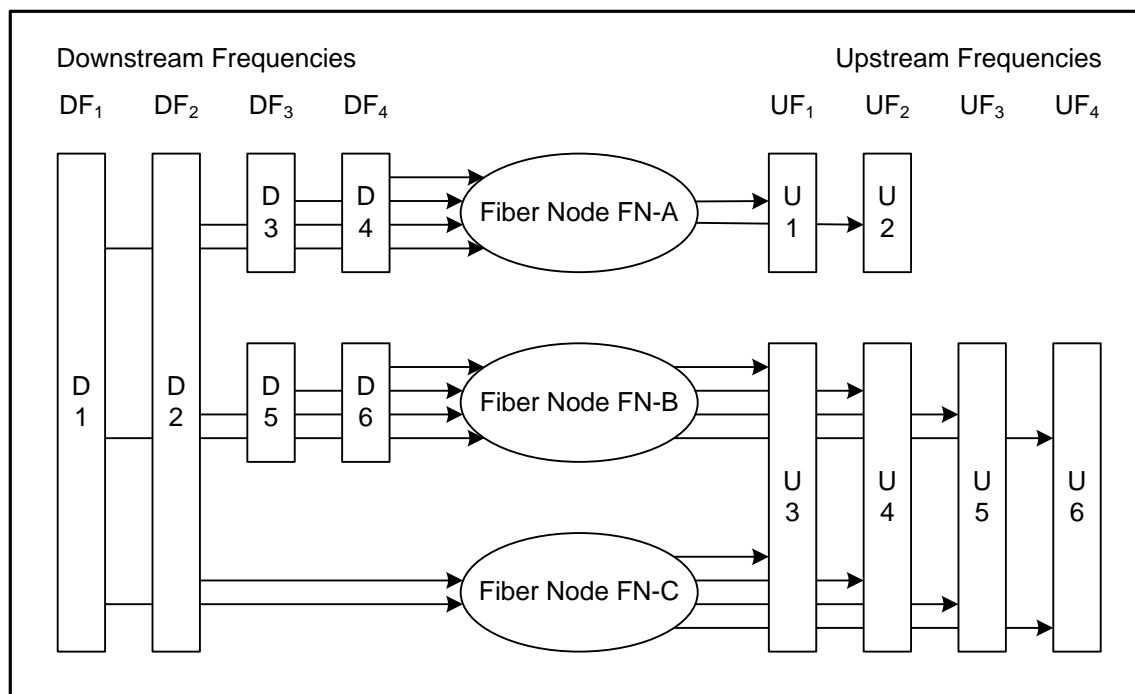 Downstream Frequencies
Upstream Frequencies
DF₁ DF₂ DF₃ DF₄
UF₁ UF₂ UF₃ UF₄
D
3
D
4
Fiber Node FN-A
U
1
U
2
D
1
D
2
D
5
D
6
Fiber Node FN-B
U
3
U
4
U
5
U
6
Fiber Node FN-C